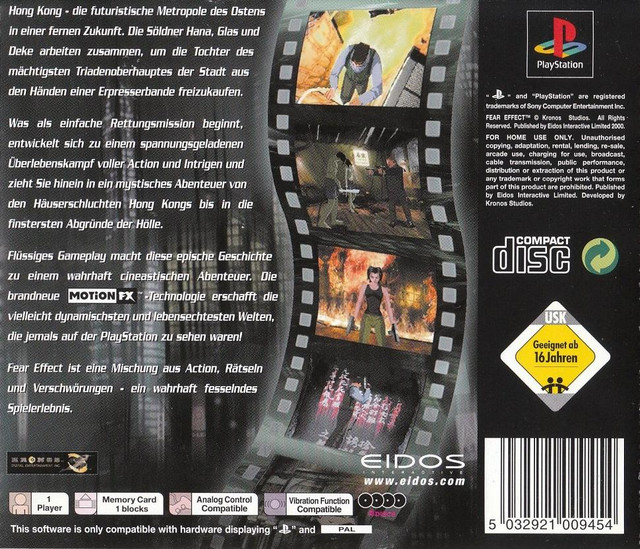 Hong Kong - die futuristische Metropole des Ostens
in einer fernen Zukunft. Die Söldner Hana, Glas und
Deke arbeiten zusammen, um die Tochter des
mächtigsten Triadenoberhauptes der Stadt aus
den Händen einer Erpresserbande freizukaufen.
Was als einfache Rettungsmission beginnt,
entwickelt sich zu einem spannungsgeladenen
Überlebenskampf voller Action und Intrigen und
zieht Sie hinein in ein mystisches Abenteuer von
den Häuserschluchten Hong Kongs bis in die
finstersten Abgründe der Hölle.
Flüssiges Gameplay macht diese epische Geschichte
zu einem wahrhaft cineastischen Abenteuer. Die
brandneue MOTION FX™-Technologie erschafft die
vielleicht dynamischsten und lebensechtesten Welten,
die jemals auf der PlayStation zu sehen waren!
Fear Effect ist eine Mischung aus Action, Rätseln
und Verschwörungen - ein wahrhaft fesselndes
Spielerlebnis.
KRONOS
DIGITAL ENTERTAINMENT INC.
EIDOS
INTERACTIVE
www.eidos.com
1
Player
Memory Card
1 blocks
Analog Control
Compatible
Vibration Function
Compatible
This software is only compatible with hardware displaying " " and PAL
PlayStation
" " and "PlayStation" are registered
trademarks of Sony Computer Entertainment Inc.
FEAR EFFECT™ © Kronos Studios. All Rights
Reserved. Published by Eidos Interactive Limited 2000.
FOR HOME USE ONLY. Unauthorised
copying, adaptation, rental, lending, re-sale,
arcade use, charging for use, broadcast,
cable transmission, public performance,
distribution or extraction of this product or
any trademark or copyright work that forms
part of this product are prohibited. Published
by Eidos Interactive Limited. Developed by
Kronos Studios.
COMPACT
disc
USK
Geeignet ab
16 Jahren
5 032921 009454